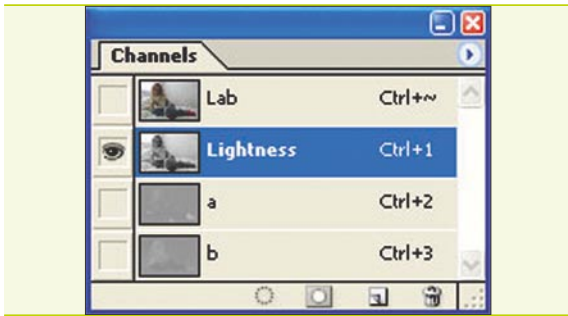 Channels
Lab Ctrl+~
Lightness Ctrl+1
a Ctrl+2
b Ctrl+3